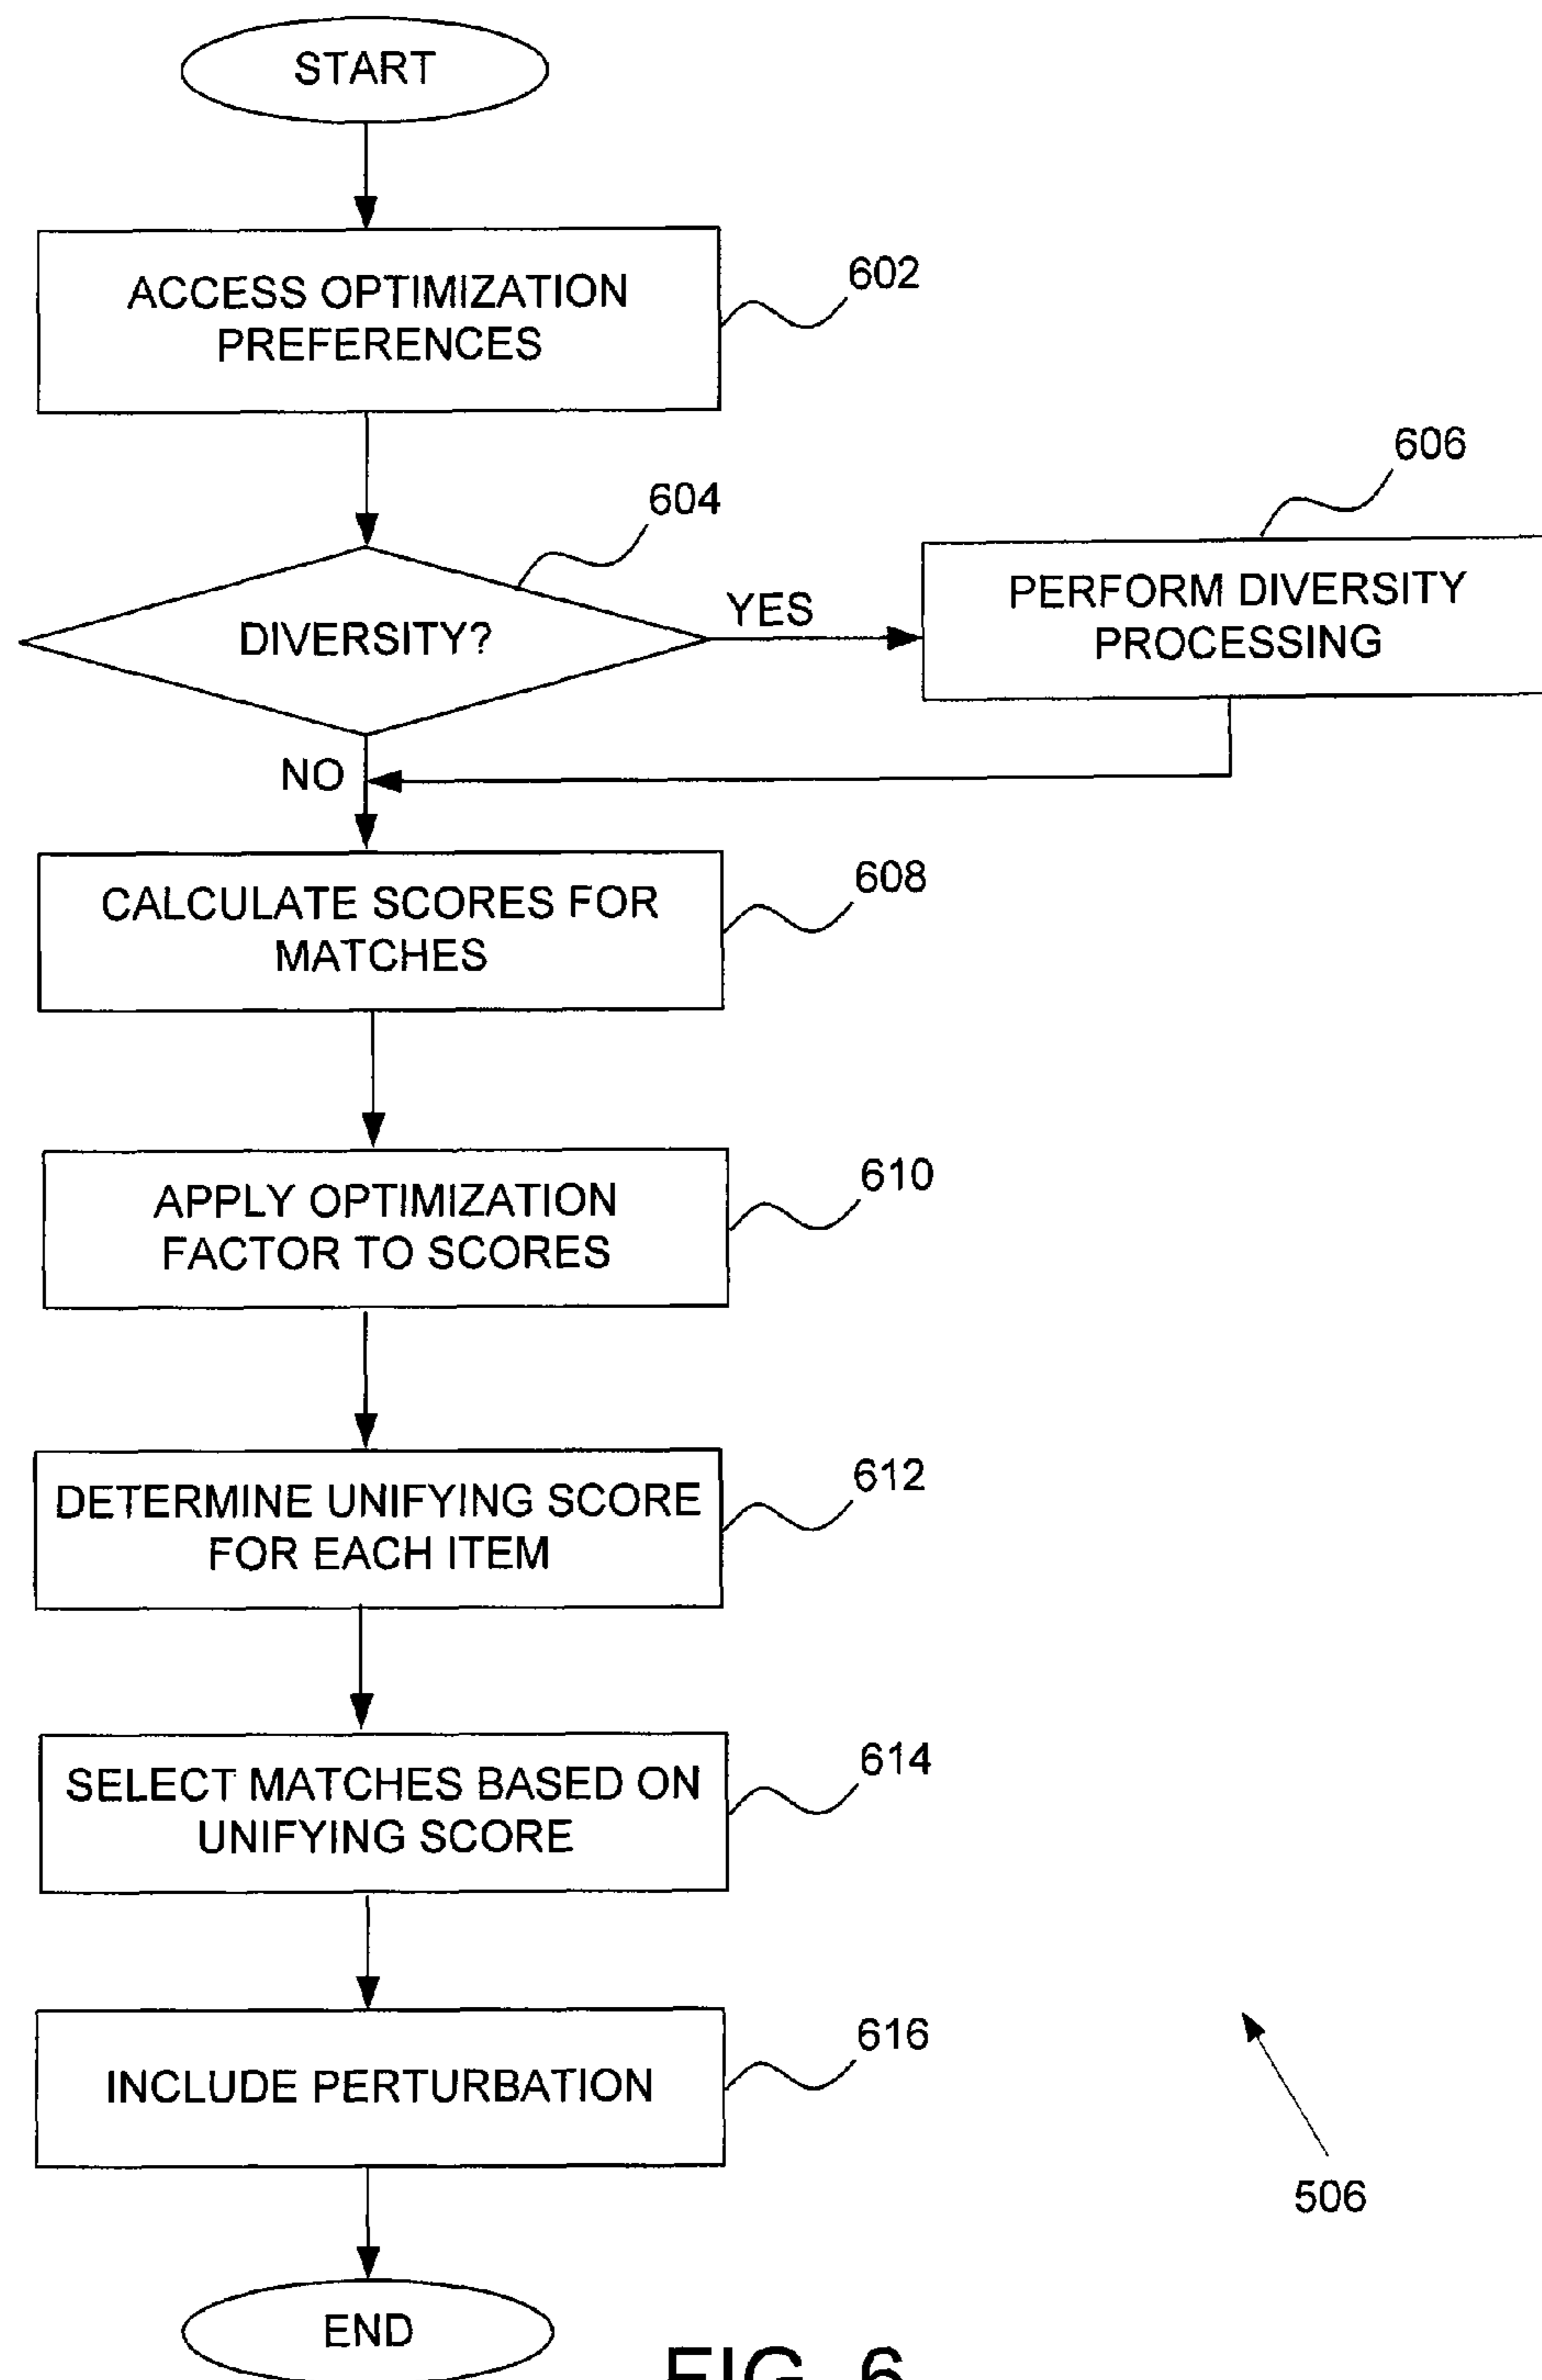 START
ACCESS OPTIMIZATION
PREFERENCES
602
604
DIVERSITY?
YES
606
PERFORM DIVERSITY
PROCESSING
NO
CALCULATE SCORES FOR
MATCHES
608
APPLY OPTIMIZATION
FACTOR TO SCORES
610
DETERMINE UNIFYING SCORE
FOR EACH ITEM
612
SELECT MATCHES BASED ON
UNIFYING SCORE
614
INCLUDE PERTURBATION
616
506
END
FIG. 6